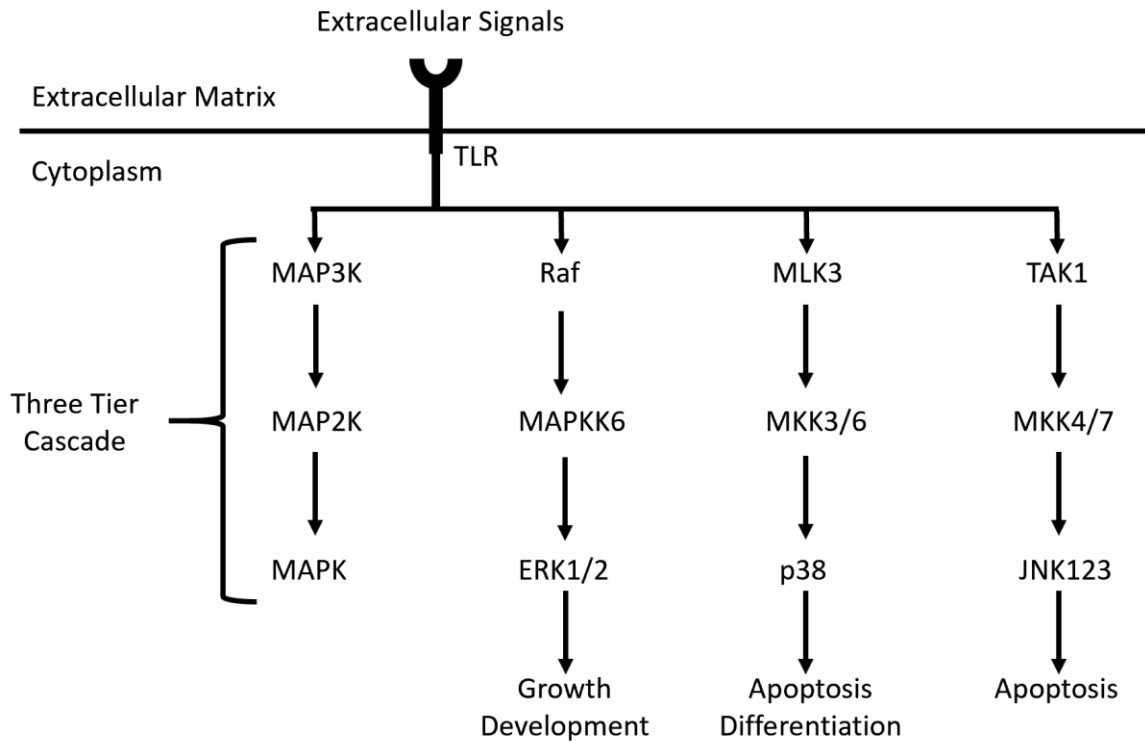 Extracellular Signals
Extracellular Matrix
TLR
Cytoplasm
MAP3K
Raf
MLK3
TAK1
Three Tier
Cascade
MAP2K
MAPKK6
MKK3/6
MKK4/7
MAPK
ERK1/2
p38
JNK123
Growth
Development
Apoptosis
Differentiation
Apoptosis